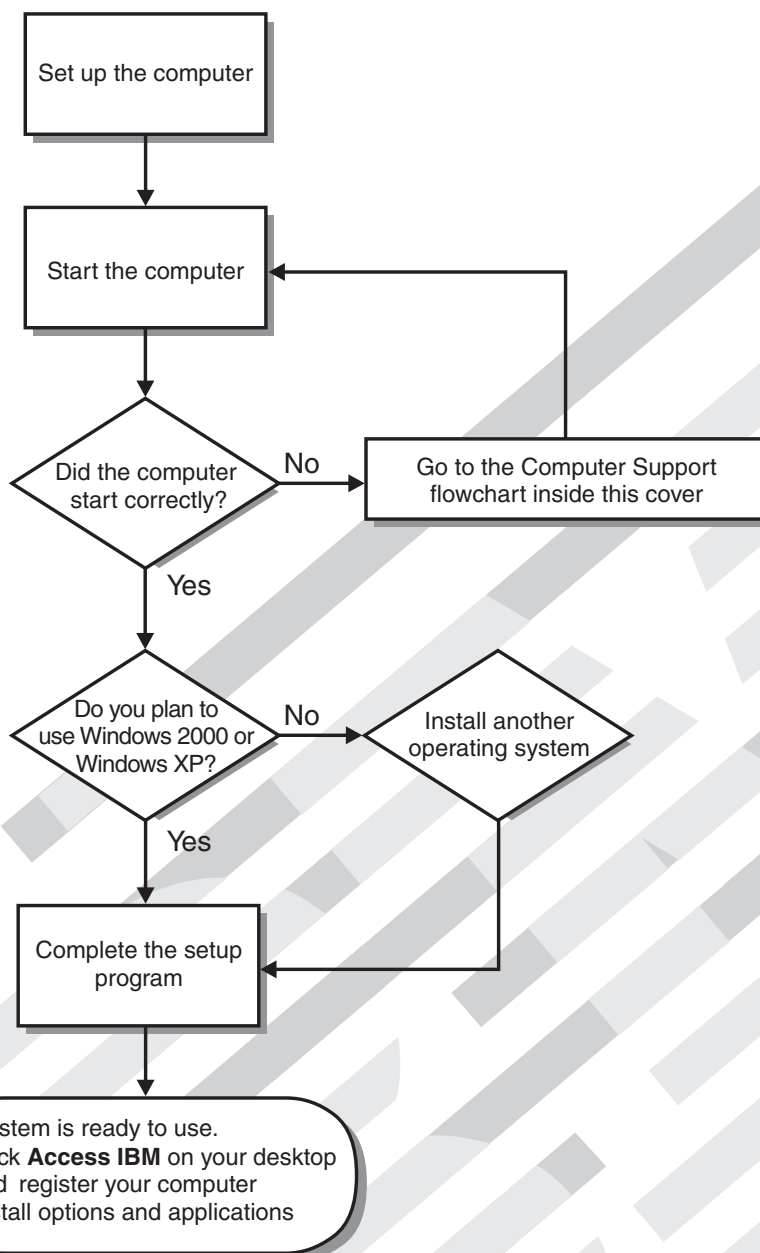 Set up the computer
Start the computer
Did the computer
start correctly?
No
Go to the Computer Support
flowchart inside this cover
Yes
Do you plan to
use Windows 2000 or
Windows XP?
No
Install another
operating system
Yes
Complete the setup
program
stem is ready to use.
ck Access IBM on your desktop
d register your computer
tall options and applications